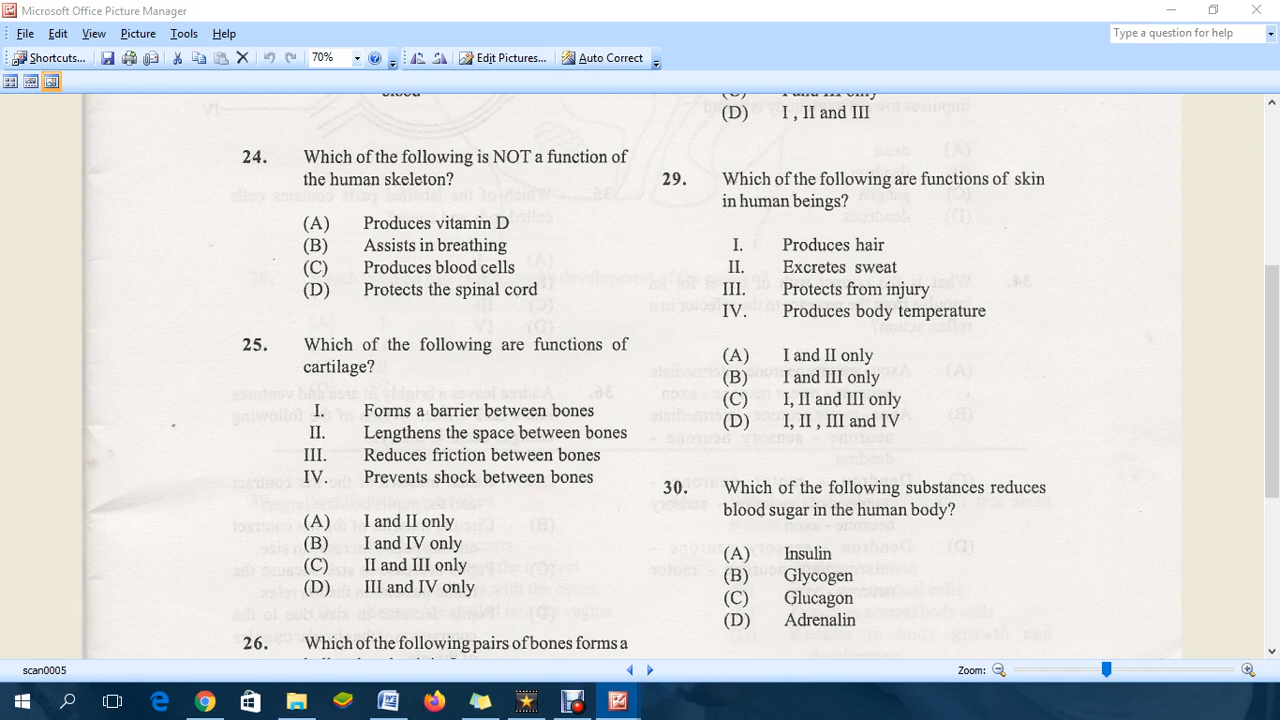 Microsoft Office Picture Manager
File Edit View Picture Tools Help
Type a question for help
Shortcuts... 70% Edit Pictures... Auto Correct
blood
24. Which of the following is NOT a function of
the human skeleton?
(A) Produces vitamin D
(B) Assists in breathing
(C) Produces blood cells
(D) Protects the spinal cord
25. Which of the following are functions of
cartilage?
I. Forms a barrier between bones
II. Lengthens the space between bones
III. Reduces friction between bones
IV. Prevents shock between bones
(A) I and II only
(B) I and IV only
(C) II and III only
(D) III and IV only
26. Which of the following pairs of bones forms a
(C) I and III only
(D) I , II and III
29. Which of the following are functions of skin
in human beings?
I. Produces hair
II. Excretes sweat
III. Protects from injury
IV. Produces body temperature
(A) I and II only
(B) I and III only
(C) I, II and III only
(D) I, II , III and IV
30. Which of the following substances reduces
blood sugar in the human body?
(A) Insulin
(B) Glycogen
(C) Glucagon
(D) Adrenalin
scan0005
Zoom: